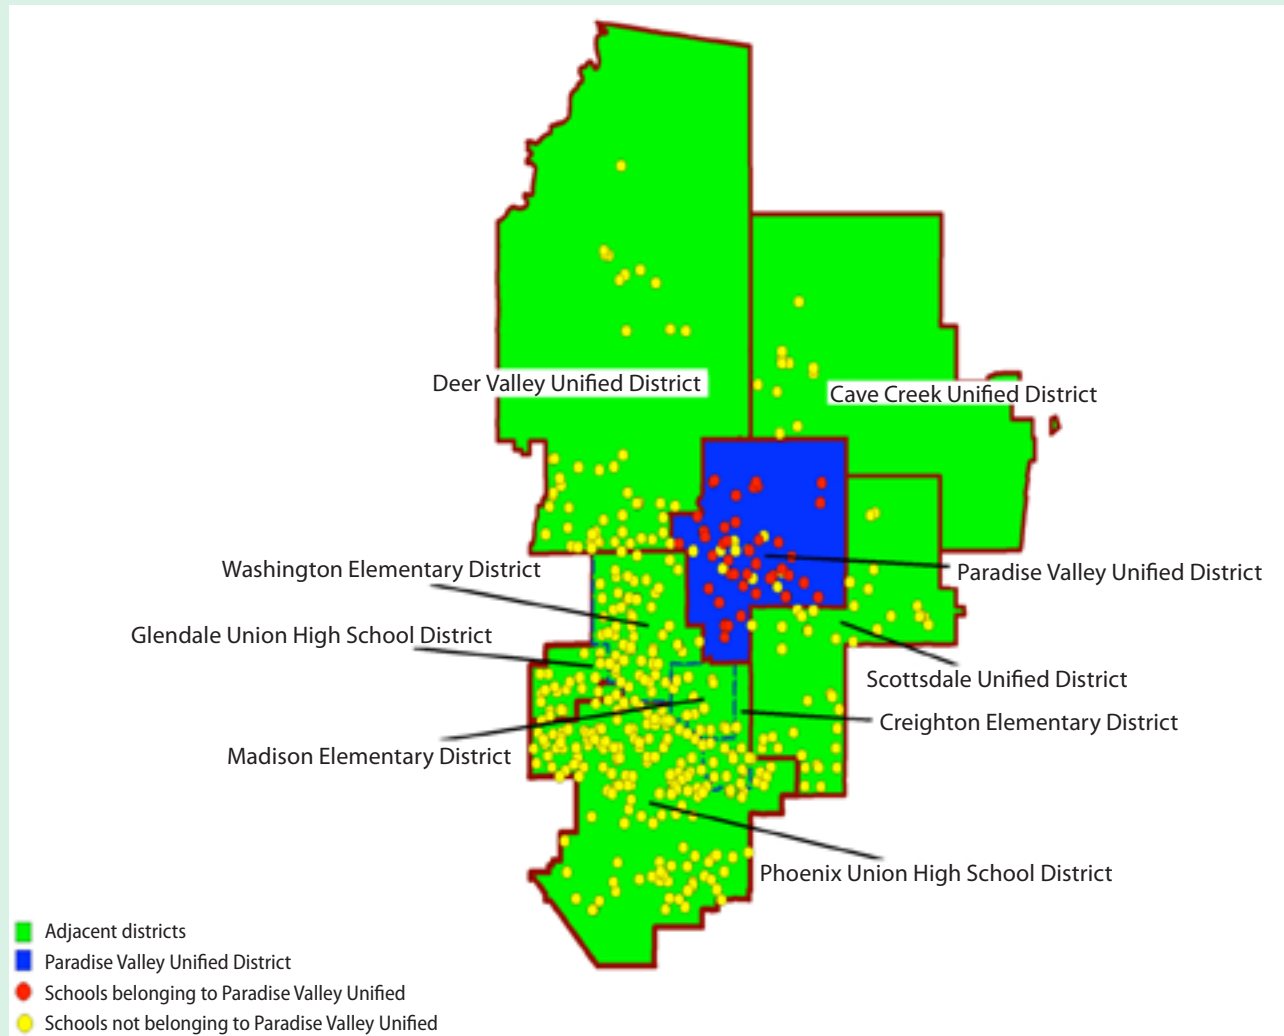 Deer Valley Unified District
Cave Creek Unified District
Washington Elementary District
Paradise Valley Unified District
Glendale Union High School District
Scottsdale Unified District
Creighton Elementary District
Madison Elementary District
Phoenix Union High School District
Adjacent districts
Paradise Valley Unified District
Schools belonging to Paradise Valley Unified
Schools not belonging to Paradise Valley Unified